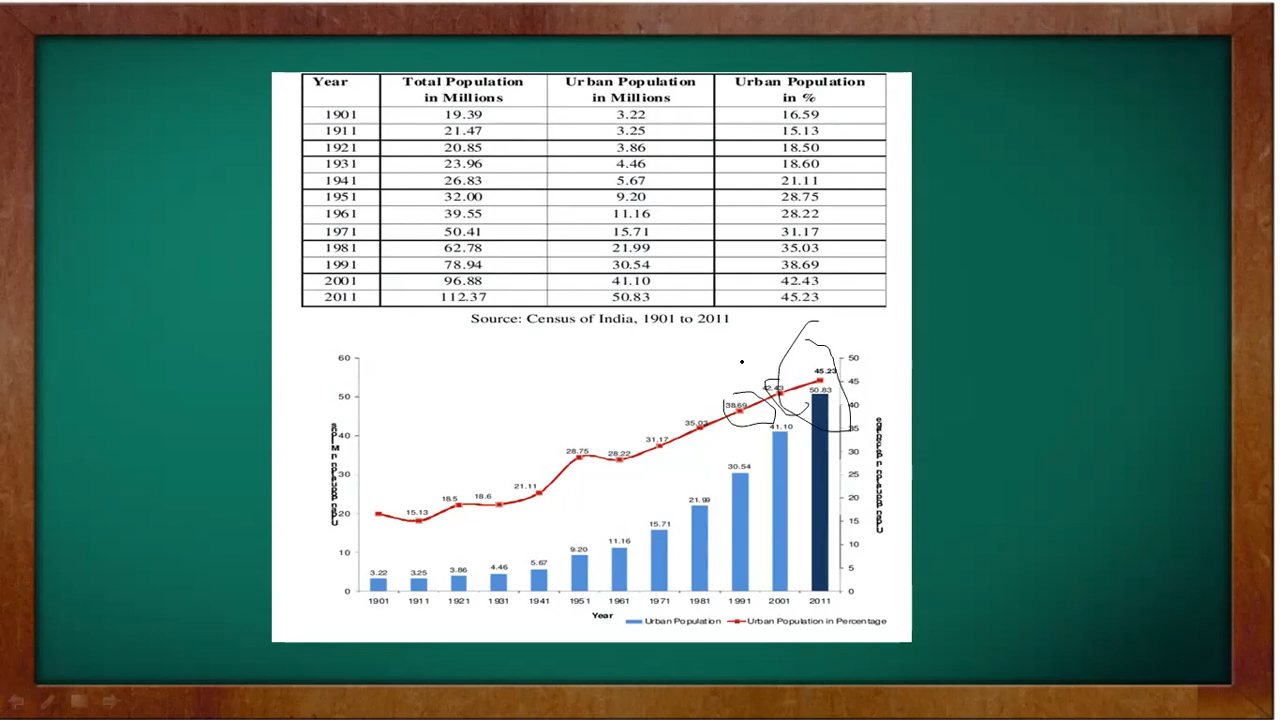 Year Total Population in Millions Urban Population in Millions Urban Population in %
1901 19.39 3.22 16.59
1911 21.47 3.25 15.13
1921 20.85 3.86 18.50
1931 23.96 4.46 18.60
1941 26.83 5.67 21.11
1951 32.00 9.20 28.75
1961 39.55 11.16 28.22
1971 50.41 15.71 31.17
1981 62.78 21.99 35.03
1991 78.94 30.54 38.69
2001 96.88 41.10 42.43
2011 112.37 50.83 45.23
Source: Census of India, 1901 to 2011
60 50 40 30 20 10 0
50 45 40 35 30 25 20 15 10 5 0
15.13 18.5 18.6 21.11 28.75 28.22 31.17 35.03 38.69 42.43 45.23
3.22 3.25 3.86 4.46 5.67 9.20 11.16 15.71 21.99 30.54 41.10 50.83
1901 1911 1921 1931 1941 1951 1961 1971 1981 1991 2001 2011
Year
Urban Population Urban Population in Percentage